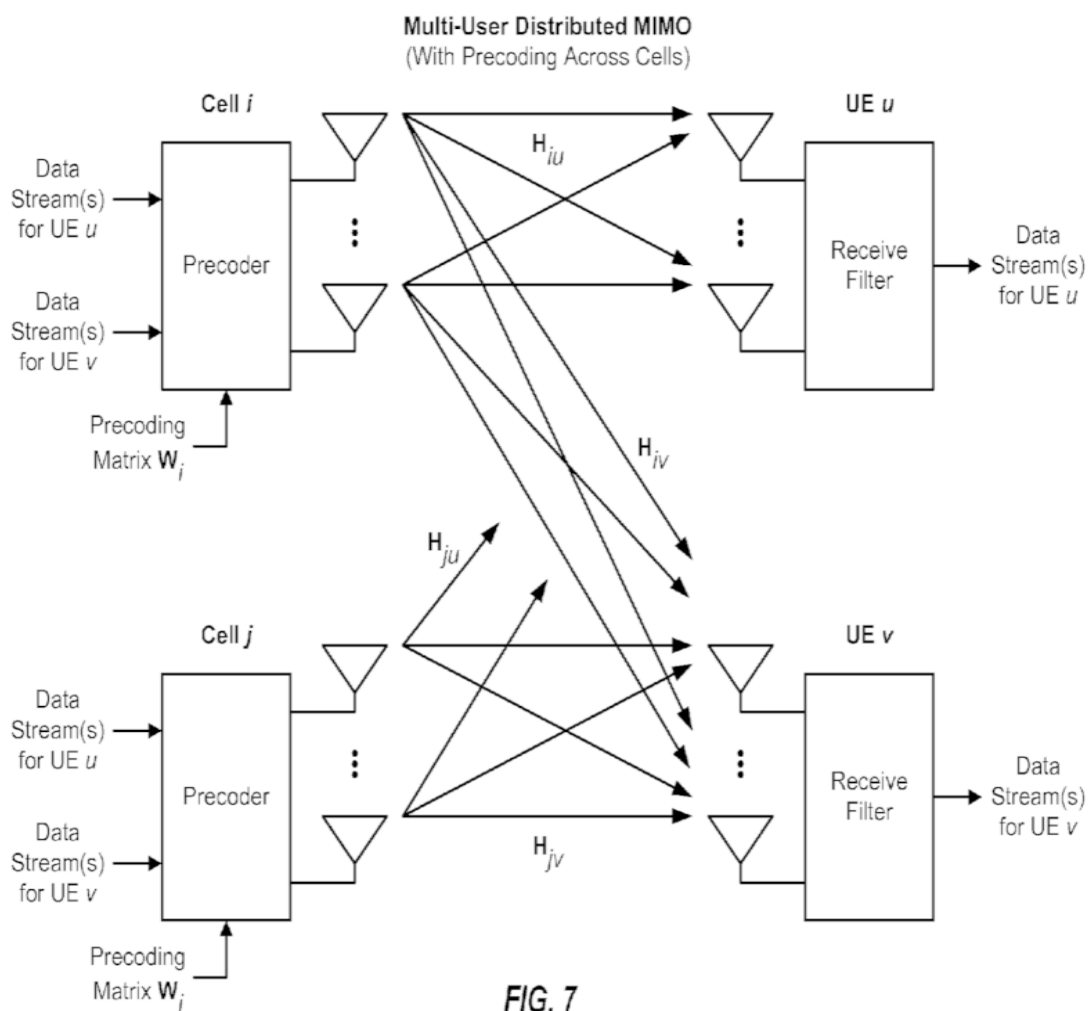 Multi-User Distributed MIMO
(With Precoding Across Cells)
Cell i
UE u
Data
Stream(s)
for UE u
Data
Stream(s)
for UE v
Precoder
Precoding
Matrix W_i
H_iu
H_iv
Receive
Filter
Data
Stream(s)
for UE u
H_ju
Cell j
UE v
Data
Stream(s)
for UE u
Data
Stream(s)
for UE v
Precoder
Precoding
Matrix W_j
H_jv
Receive
Filter
Data
Stream(s)
for UE v
FIG. 7